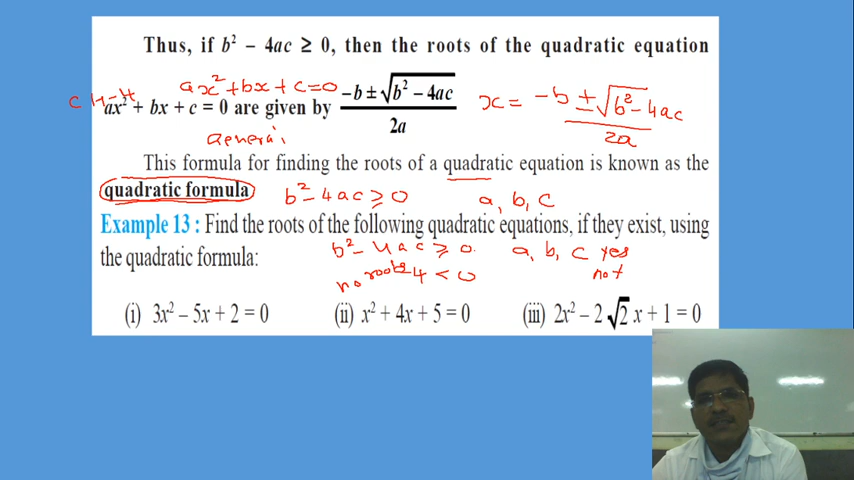 Thus, if b² – 4ac ≥ 0, then the roots of the quadratic equation
ax² + bx + c = 0
ax² + bx + c = 0 are given by (-b ± √(b² – 4ac))/2a
x = (-b ± √(b² – 4ac))/2a
This formula for finding the roots of a quadratic equation is known as the
quadratic formula.
b² – 4ac ≥ 0 a, b, c
Example 13 : Find the roots of the following quadratic equations, if they exist, using
the quadratic formula:
b² – 4ac ≥ 0. a, b, c yes
no roots – 4 < 0 not
(i) 3x² – 5x + 2 = 0 (ii) x² + 4x + 5 = 0 (iii) 2x² – 2√2 x + 1 = 0